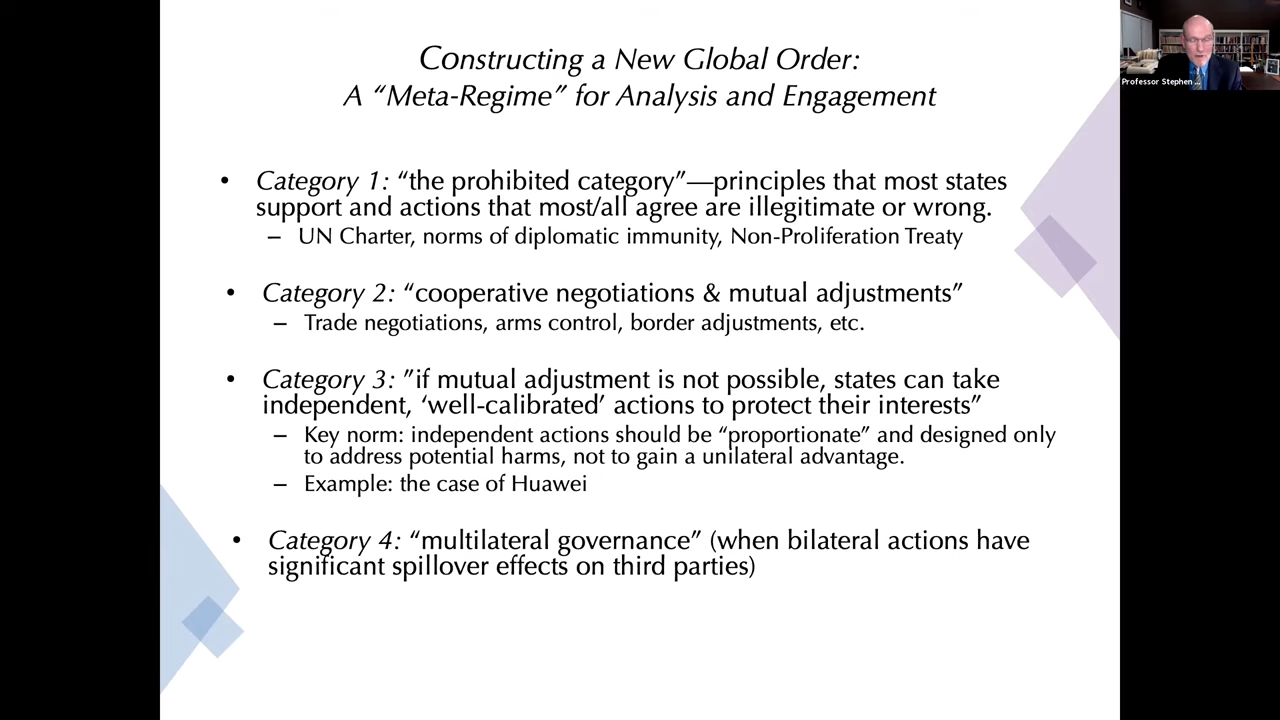 Constructing a New Global Order:
A “Meta-Regime” for Analysis and Engagement
• Category 1: “the prohibited category”—principles that most states
support and actions that most/all agree are illegitimate or wrong.
– UN Charter, norms of diplomatic immunity, Non-Proliferation Treaty
• Category 2: “cooperative negotiations & mutual adjustments”
– Trade negotiations, arms control, border adjustments, etc.
• Category 3: ”if mutual adjustment is not possible, states can take
independent, ‘well-calibrated’ actions to protect their interests”
– Key norm: independent actions should be “proportionate” and designed only
to address potential harms, not to gain a unilateral advantage.
– Example: the case of Huawei
• Category 4: “multilateral governance” (when bilateral actions have
significant spillover effects on third parties)
Professor Stephen ...